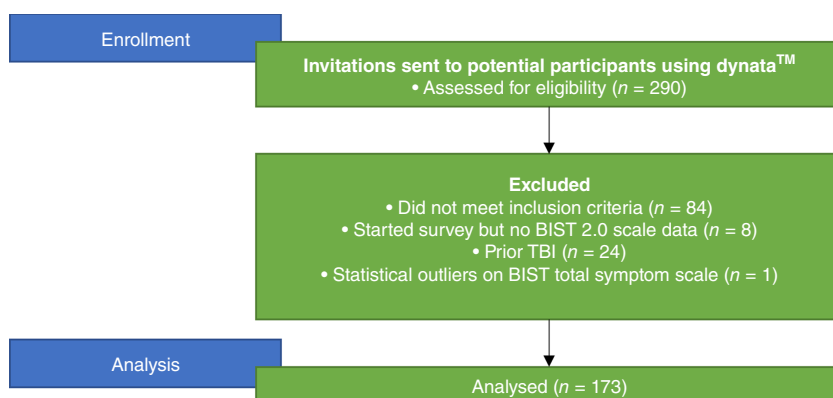 Enrollment
Invitations sent to potential participants using dynata™
• Assessed for eligibility (n = 290)
Excluded
• Did not meet inclusion criteria (n = 84)
• Started survey but no BIST 2.0 scale data (n = 8)
• Prior TBI (n = 24)
• Statistical outliers on BIST total symptom scale (n = 1)
Analysis
Analysed (n = 173)